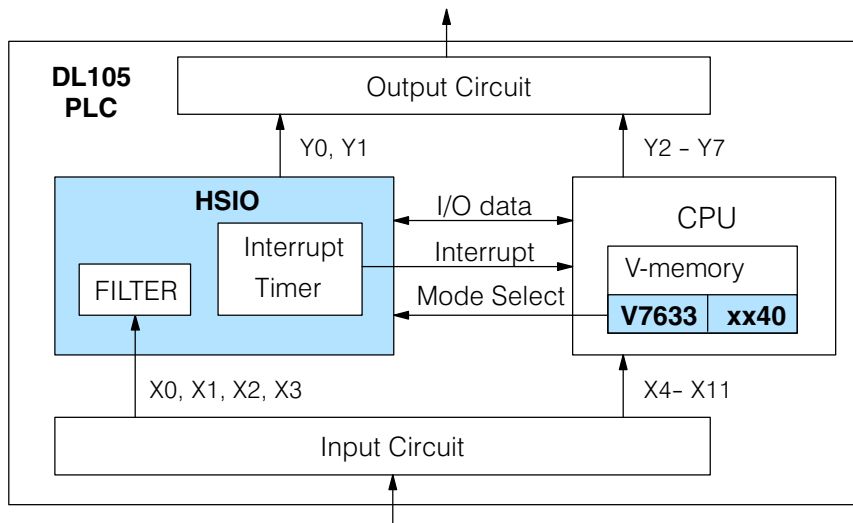 DL105
PLC
Output Circuit
Y0, Y1
Y2 – Y7
HSIO
I/O data
CPU
Interrupt
Timer
Interrupt
V-memory
FILTER
Mode Select
V7633
xx40
X0, X1, X2, X3
X4– X11
Input Circuit